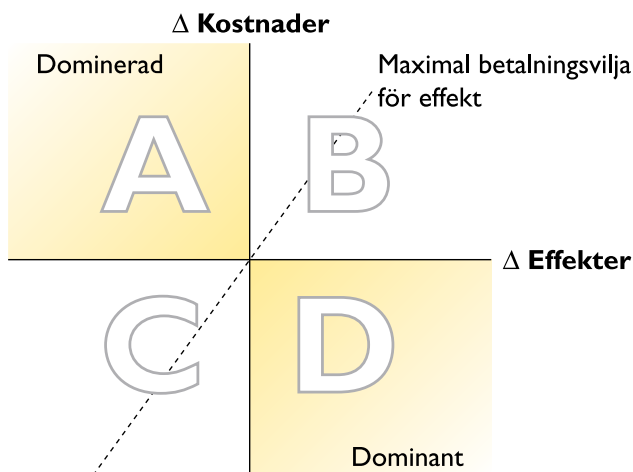 Δ Kostnader
Dominerad
Maximal betalningsvilja
för effekt
A
B
Δ Effekter
C
D
Dominant